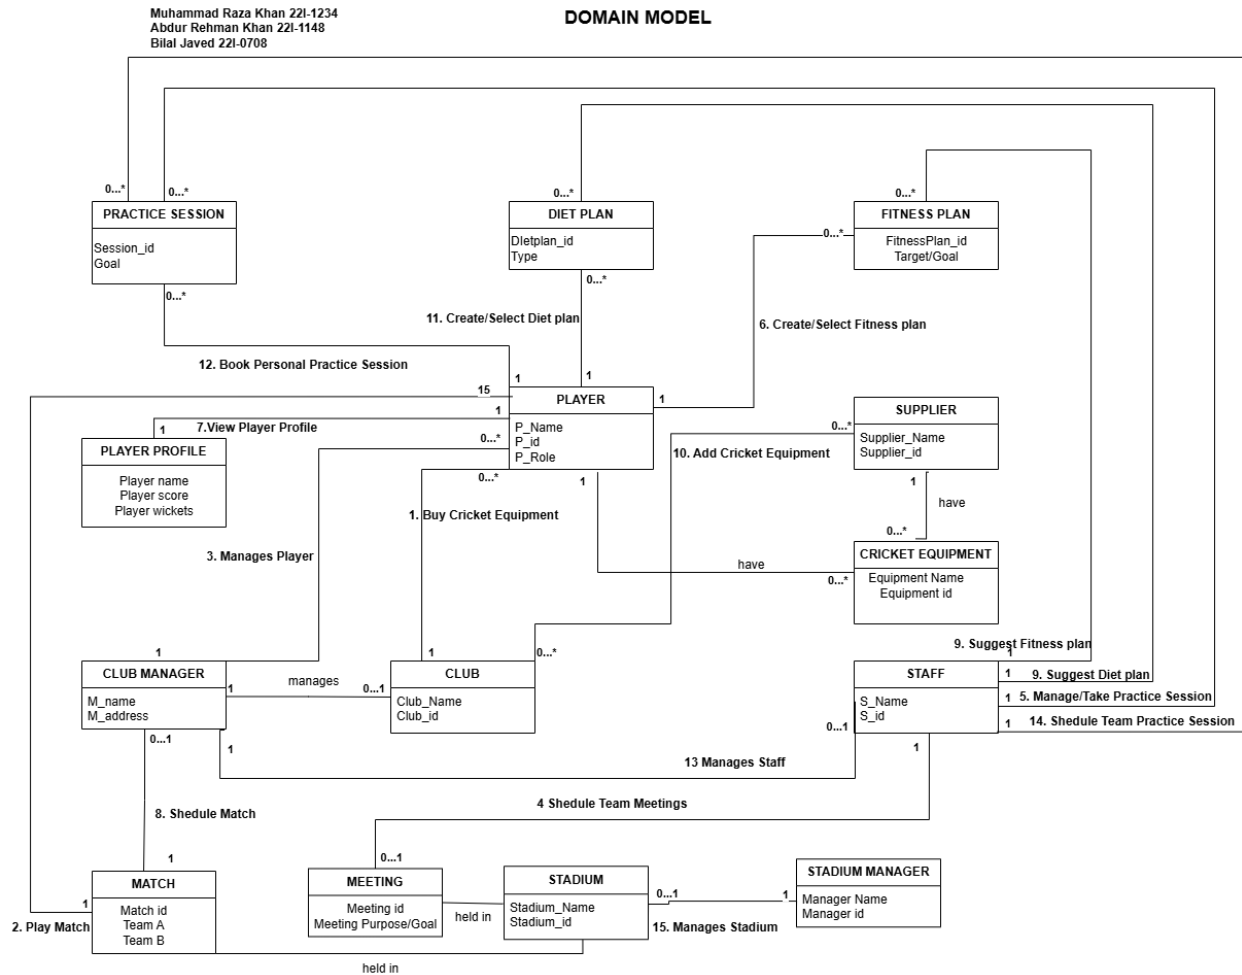 Muhammad Raza Khan 22I-1234
Abdur Rehman Khan 22I-1148
Bilal Javed 22I-0708
DOMAIN MODEL
0...*
0...*
0...*
0...*
PRACTICE SESSION
Session_id
Goal
DIET PLAN
DIetplan_id
Type
FITNESS PLAN
FitnessPlan_id
Target/Goal
0...*
0...*
0...*
11. Create/Select Diet plan
6. Create/Select Fitness plan
12. Book Personal Practice Session
15
1
1
1
1
1
7.View Player Profile
0...*
0...*
1
PLAYER
P_Name
P_id
P_Role
PLAYER PROFILE
Player name
Player score
Player wickets
SUPPLIER
Supplier_Name
Supplier_id
0...*
10. Add Cricket Equipment
1
have
0...*
1. Buy Cricket Equipment
3. Manages Player
CRICKET EQUIPMENT
Equipment Name
Equipment id
have
0...*
9. Suggest Fitness plan
1
1
0...*
1
CLUB MANAGER
M_name
M_address
manages
1
0...1
CLUB
Club_Name
Club_id
STAFF
S_Name
S_id
1
9. Suggest Diet plan
1
5. Manage/Take Practice Session
1
14. Shedule Team Practice Session
0...1
0...1
1
1
13 Manages Staff
4 Shedule Team Meetings
8. Shedule Match
1
0...1
MATCH
Match id
Team A
Team B
1
2. Play Match
MEETING
Meeting id
Meeting Purpose/Goal
held in
STADIUM
Stadium_Name
Stadium_id
0...1
1
15. Manages Stadium
STADIUM MANAGER
Manager Name
Manager id
held in